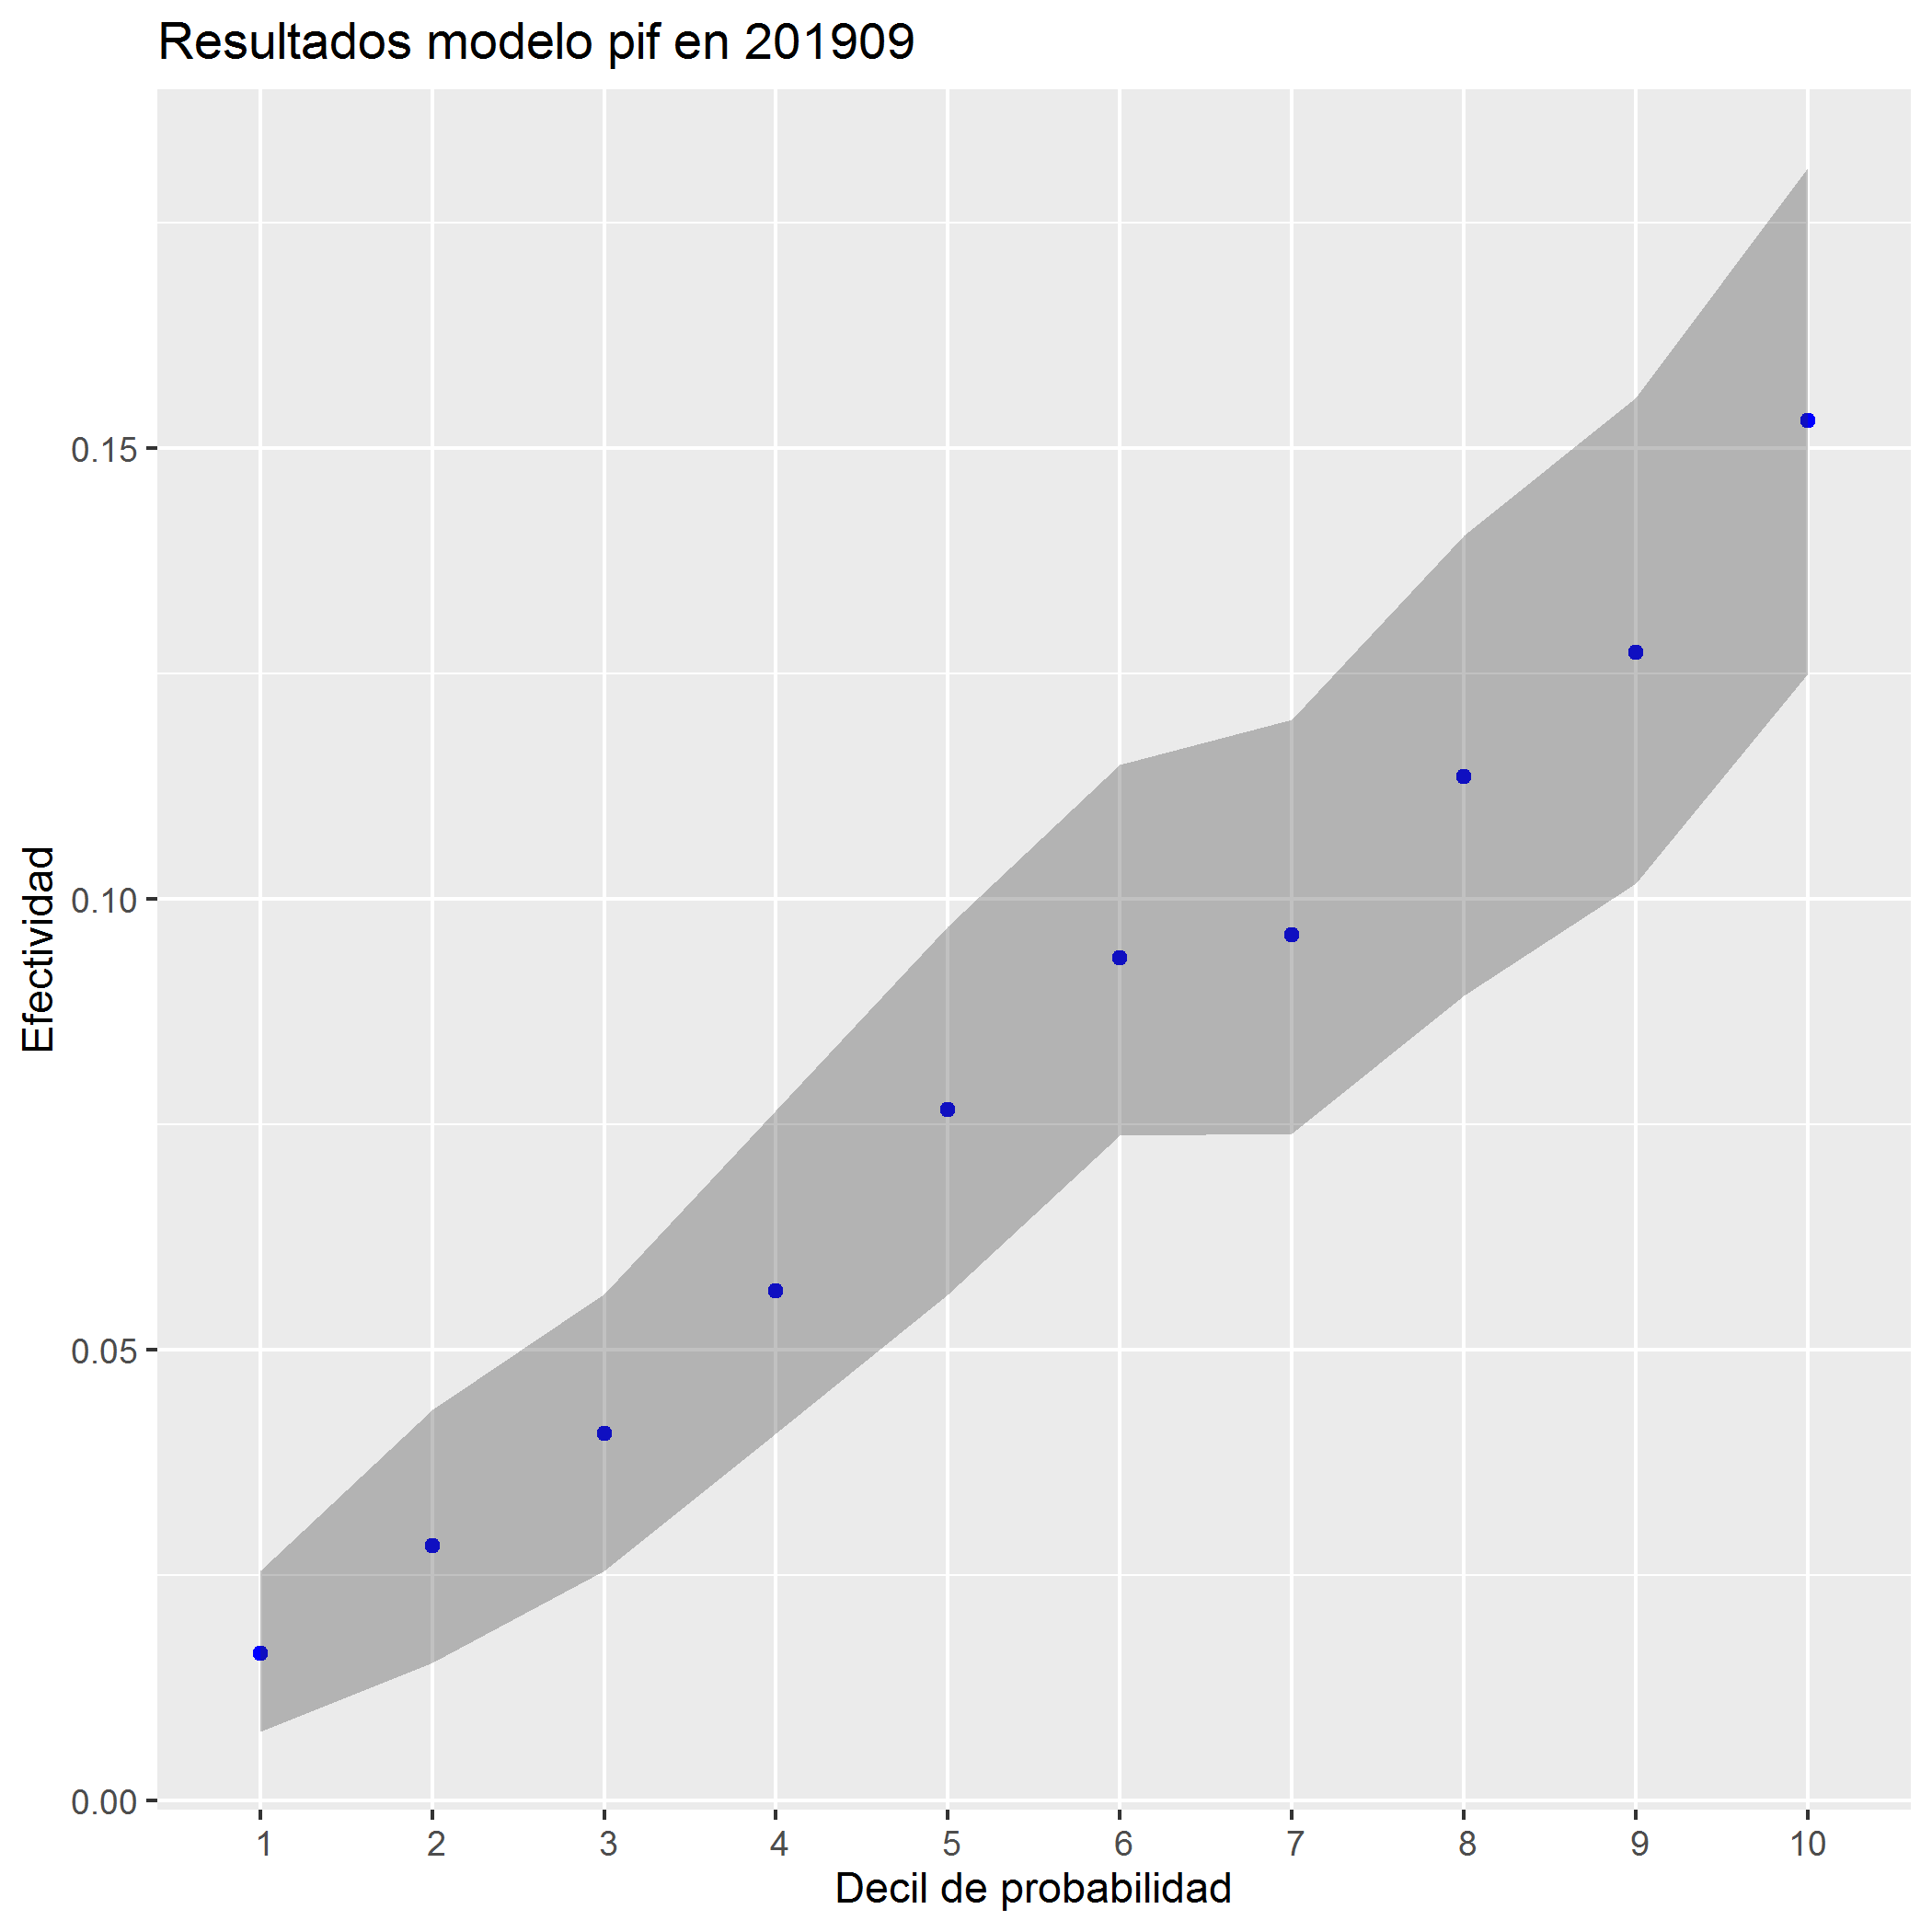 Resultados modelo pif en 201909
Efectividad
0.15
0.10
0.05
0.00
1 2 3 4 5 6 7 8 9 10
Decil de probabilidad